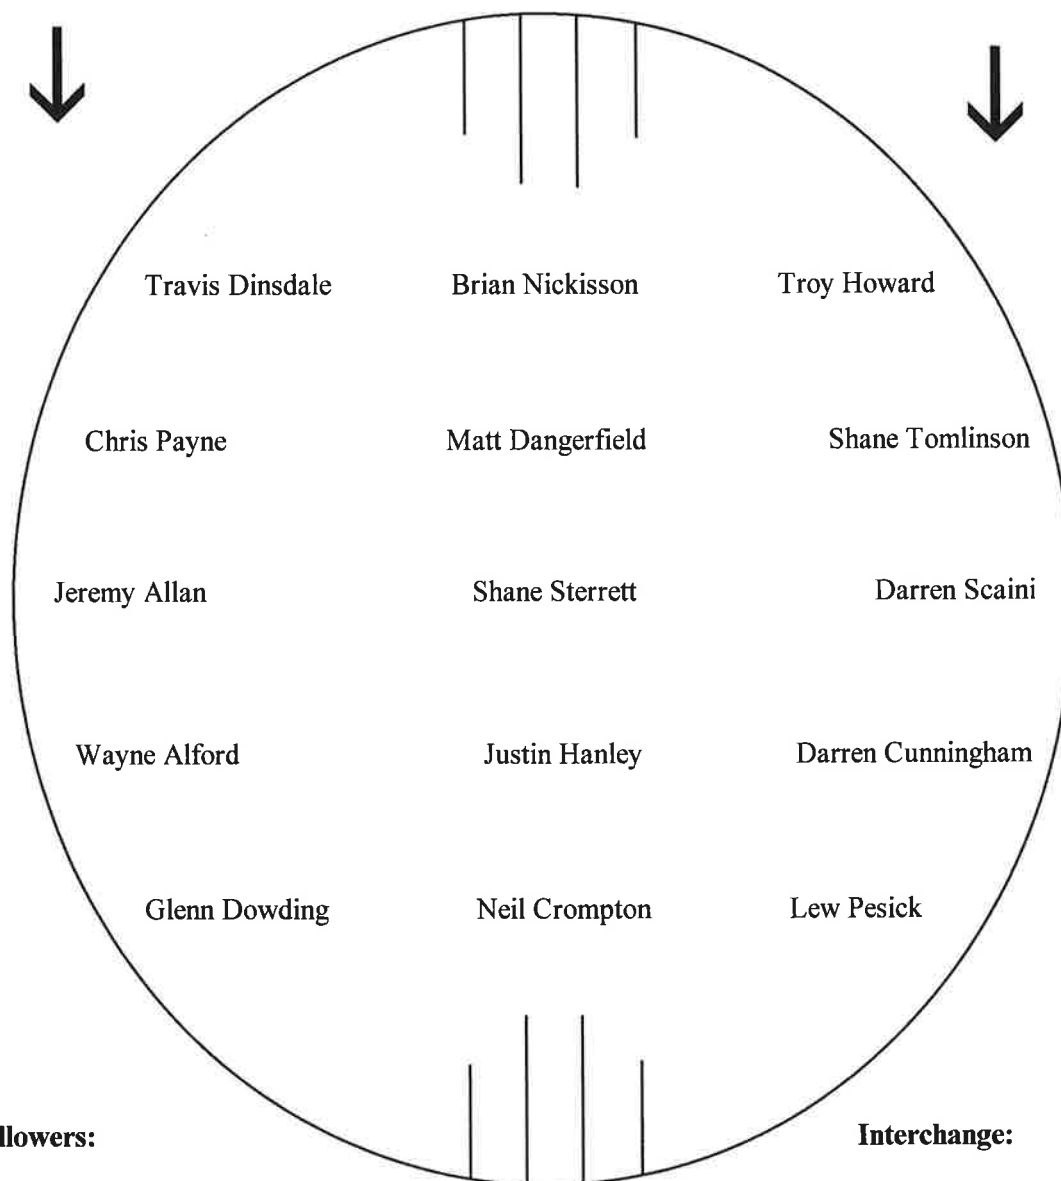 Travis Dinsdale Brian Nickisson Troy Howard
Chris Payne Matt Dangerfield Shane Tomlinson
Jeremy Allan Shane Sterrett Darren Scaini
Wayne Alford Justin Hanley Darren Cunningham
Glenn Dowding Neil Crompton Lew Pesick
llowers: Interchange: